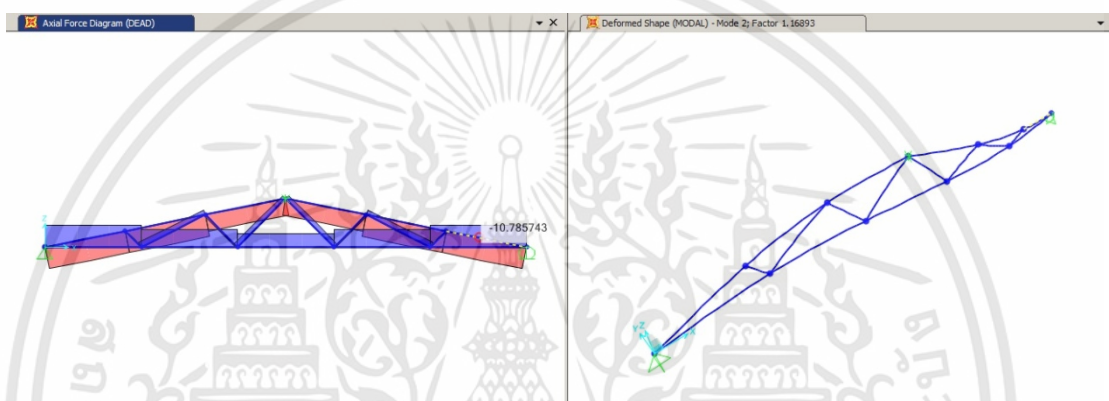 Axial Force Diagram (DEAD)
Deformed Shape (MODAL) - Mode 2; Factor 1.16893
-10.785743
Z
Y Z X